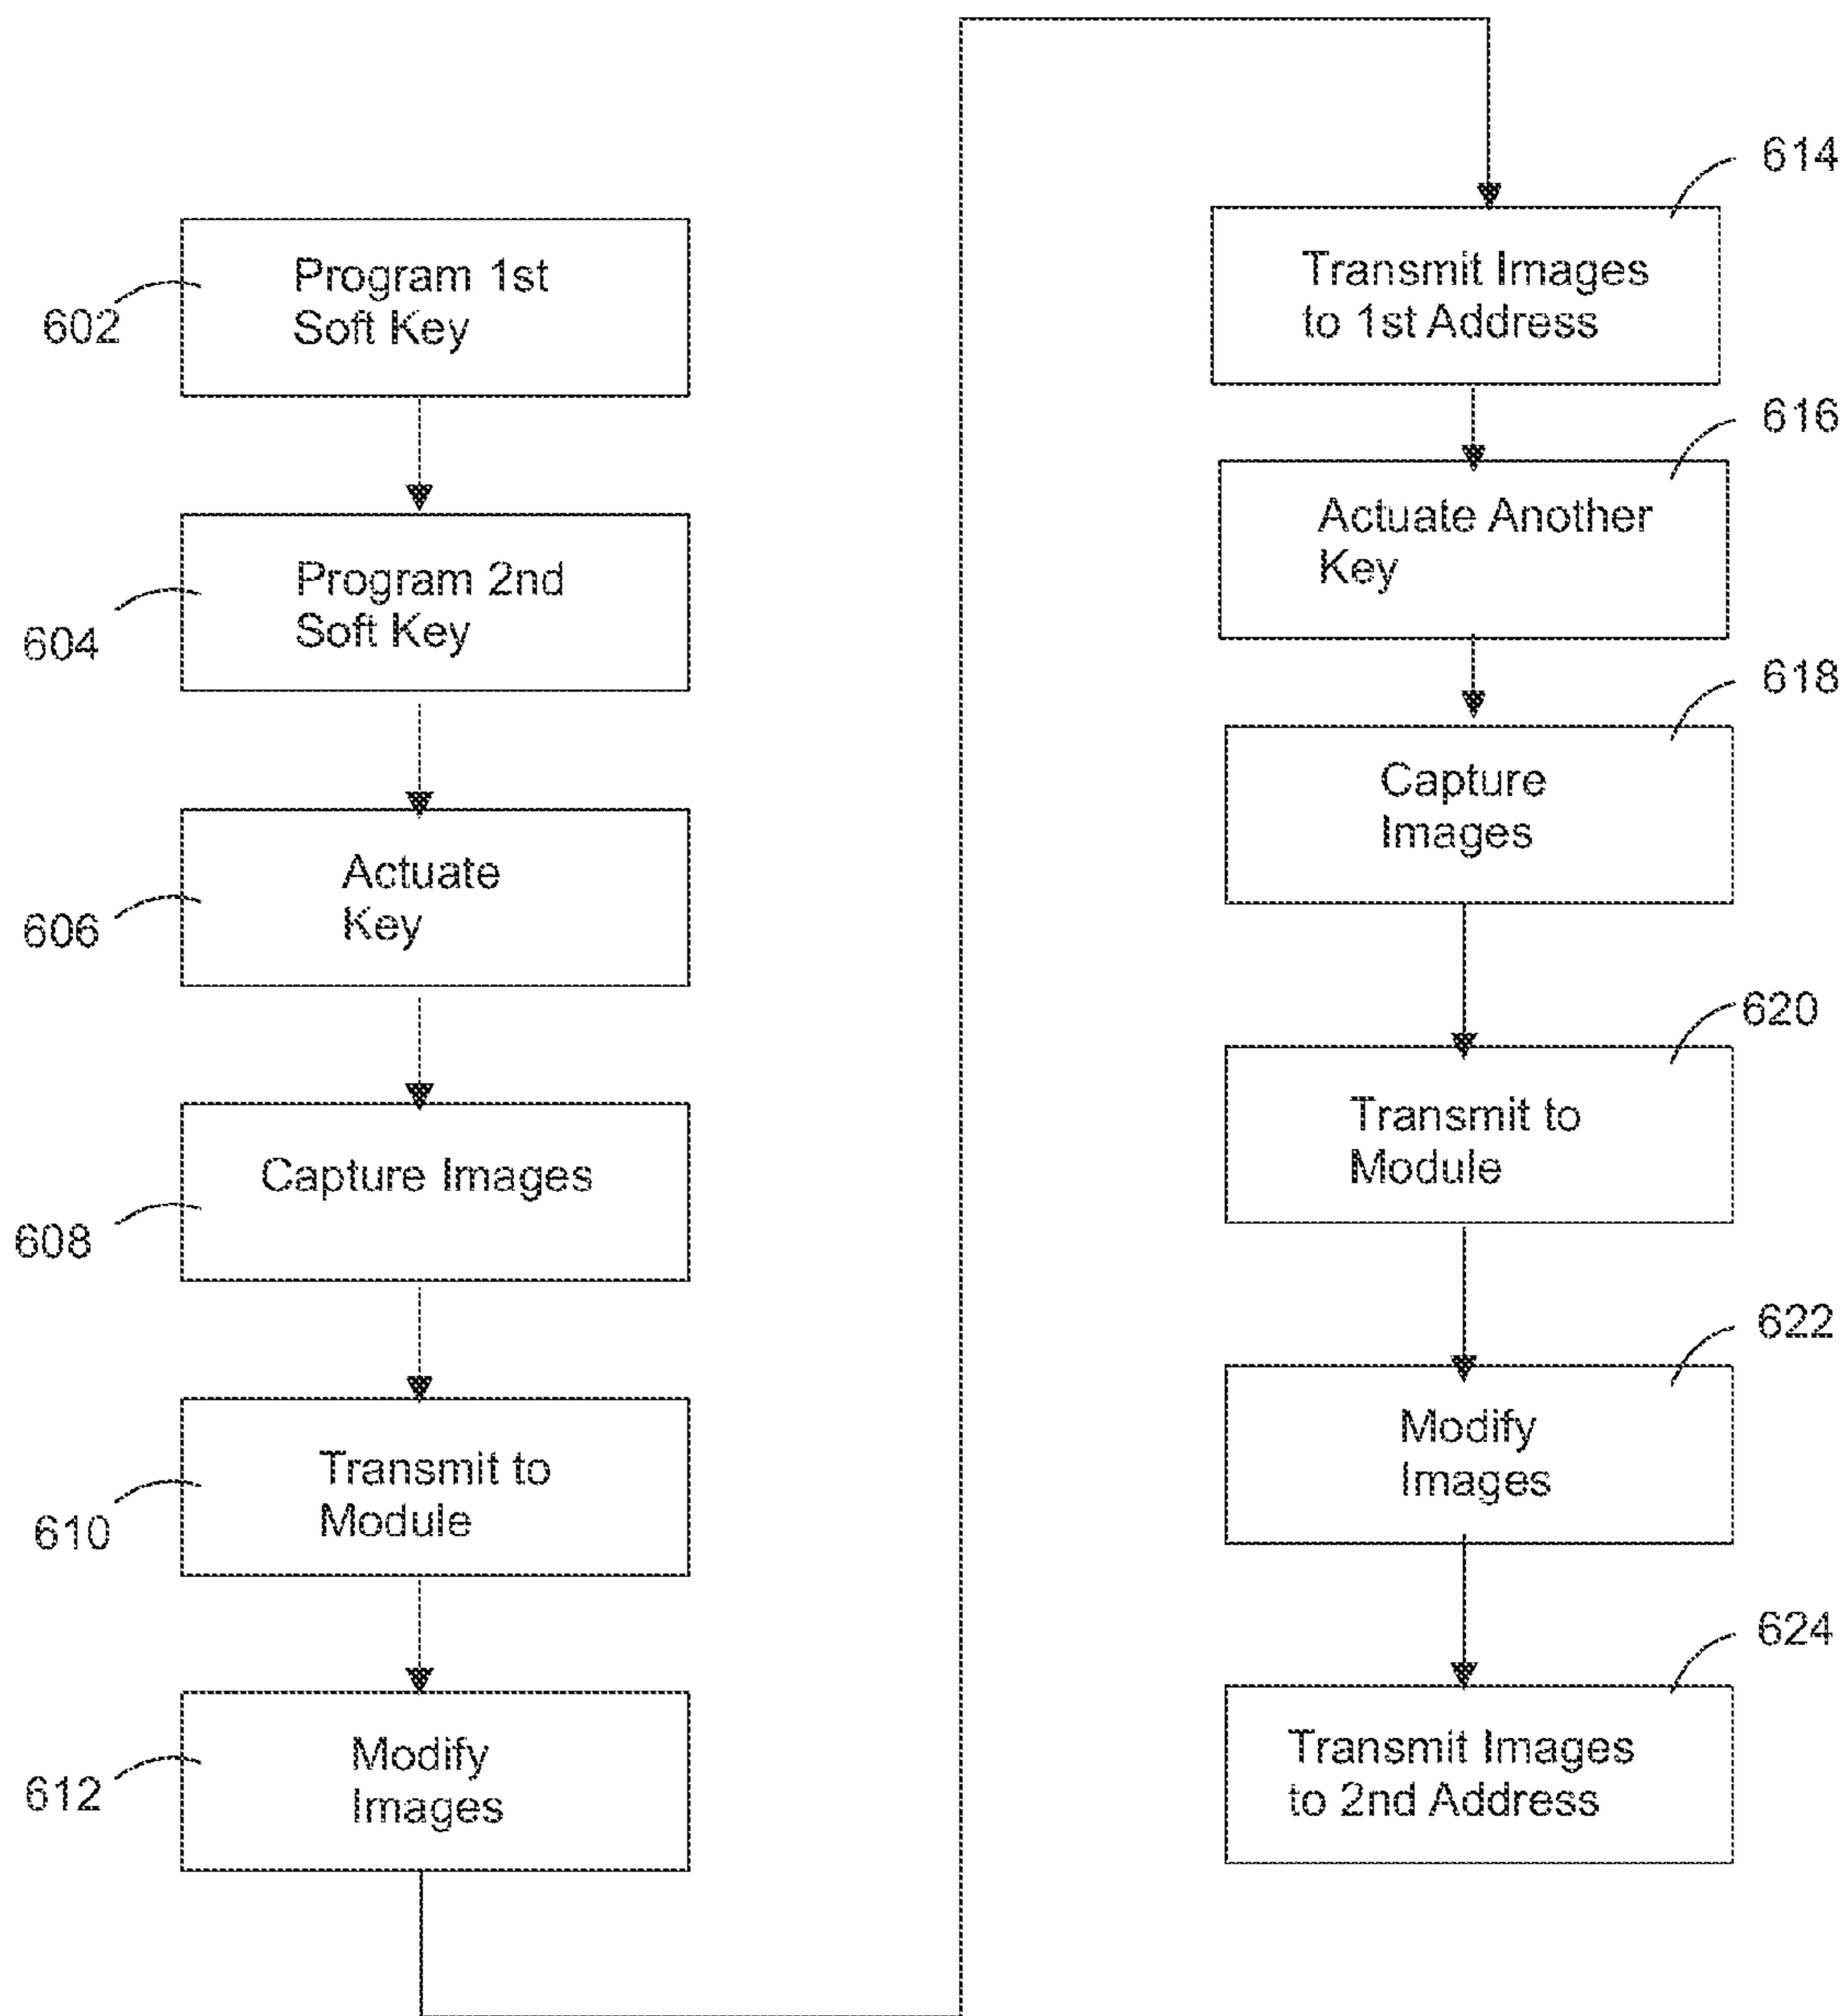 602
Program 1st
Soft Key
604
Program 2nd
Soft Key
606
Actuate
Key
608
Capture Images
610
Transmit to
Module
612
Modify
Images
614
Transmit Images
to 1st Address
616
Actuate Another
Key
618
Capture
Images
620
Transmit to
Module
622
Modify
Images
624
Transmit Images
to 2nd Address